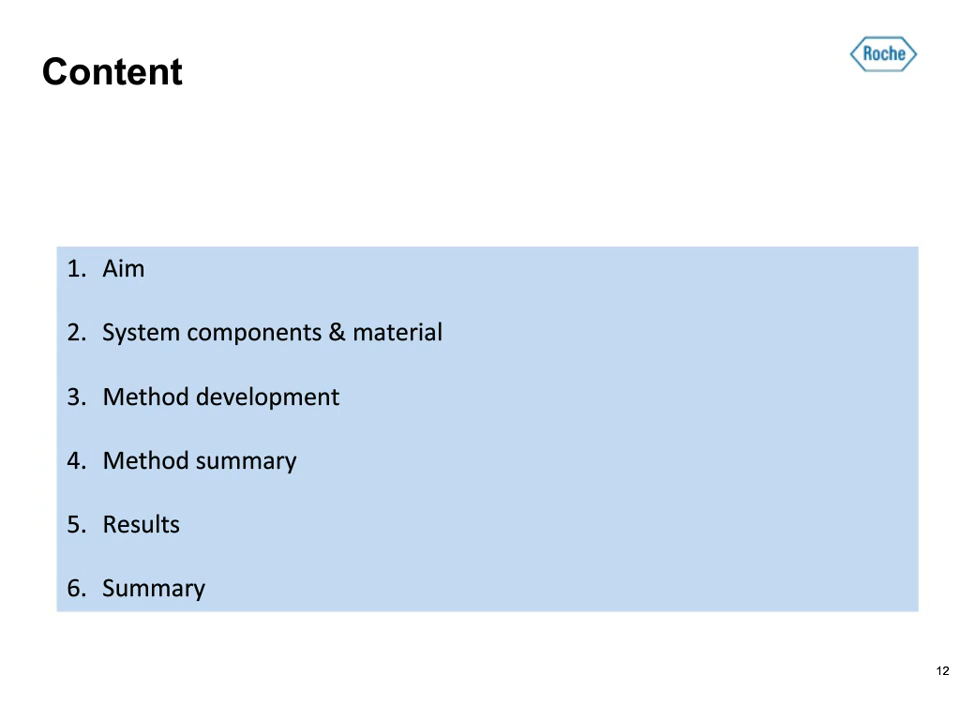 Content
Roche
1. Aim
2. System components & material
3. Method development
4. Method summary
5. Results
6. Summary
12